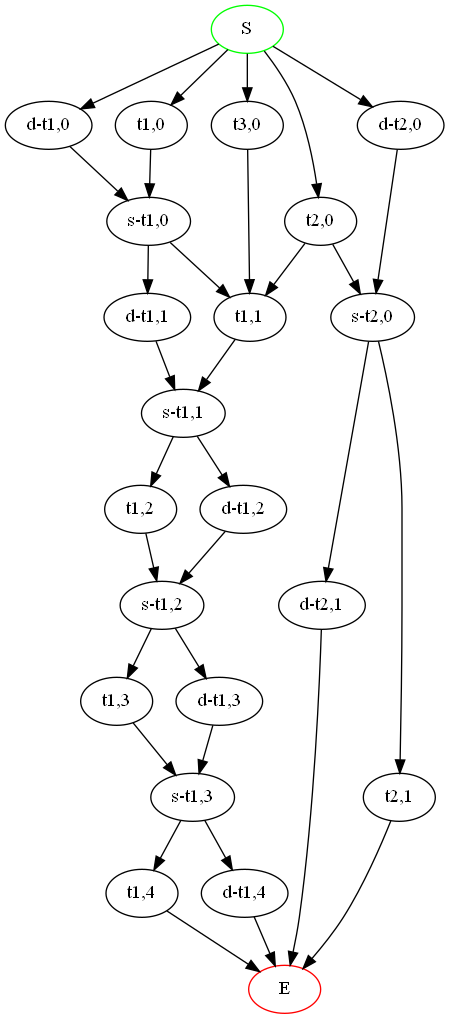 S
d-t1,0
t1,0
t3,0
d-t2,0
s-t1,0
t2,0
d-t1,1
t1,1
s-t2,0
s-t1,1
t1,2
d-t1,2
s-t1,2
d-t2,1
t1,3
d-t1,3
s-t1,3
t2,1
t1,4
d-t1,4
E